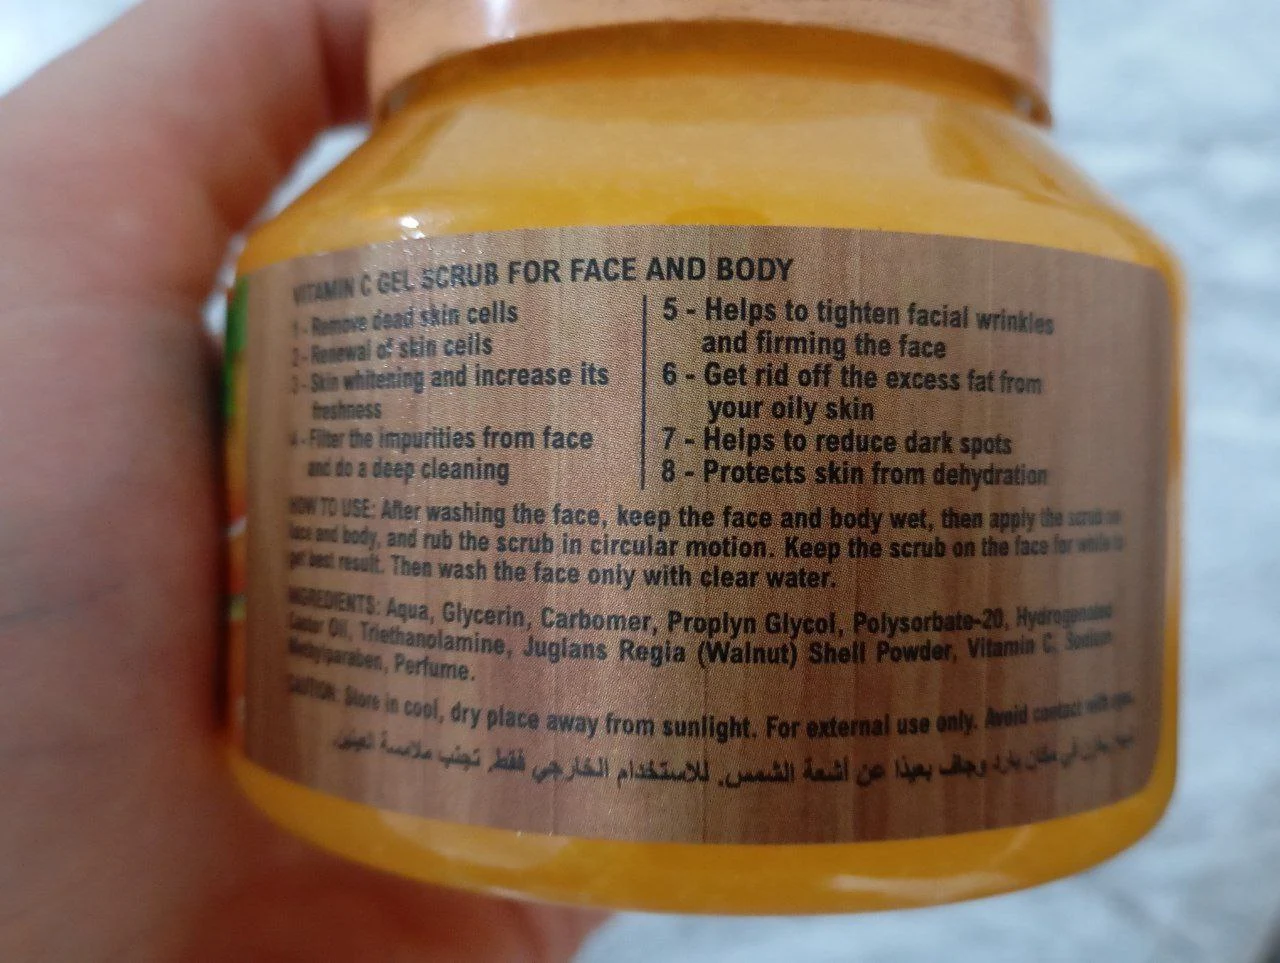 VITAMIN C GEL SCRUB FOR FACE AND BODY
1 - Remove dead skin cells
2 - Renewal of skin cells
3 - Skin whitening and increase its
freshness
4 - Filter the impurities from face
and do a deep cleaning
5 - Helps to tighten facial wrinkles
and firming the face
6 - Get rid off the excess fat from
your oily skin
7 - Helps to reduce dark spots
8 - Protects skin from dehydration
HOW TO USE: After washing the face, keep the face and body wet, then apply the scrub on
face and body, and rub the scrub in circular motion. Keep the scrub on the face for while to
get best result. Then wash the face only with clear water.
INGREDIENTS: Aqua, Glycerin, Carbomer, Proplyn Glycol, Polysorbate-20, Hydrogenated
Castor Oil, Triethanolamine, Juglans Regia (Walnut) Shell Powder, Vitamin C, Sodium
Methylparaben, Perfume.
CAUTION: Store in cool, dry place away from sunlight. For external use only. Avoid contact with eyes.
في مكان بارد وجاف بعيدا عن أشعة الشمس. للاستخدام الخارجي فقط تجنب ملامسة العينين.